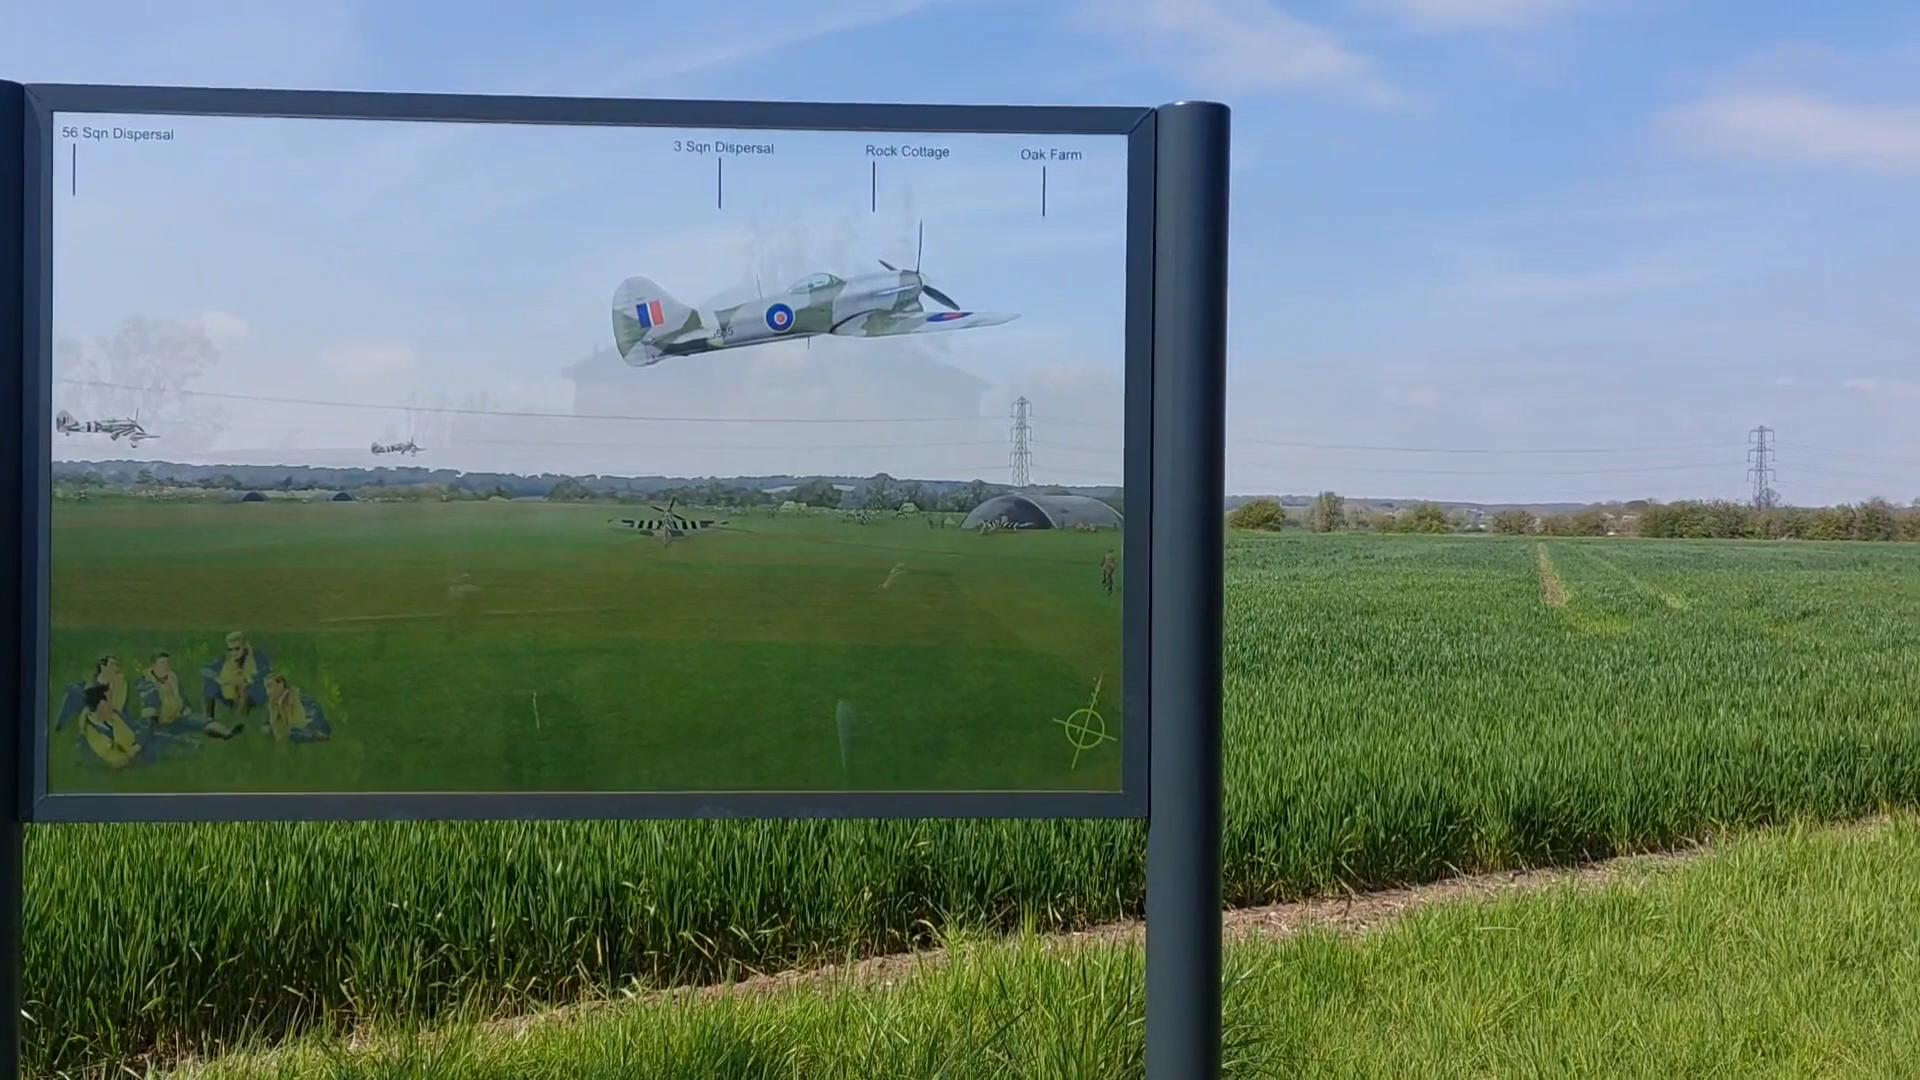 56 Sqn Dispersal
3 Sqn Dispersal
Rock Cottage
Oak Farm